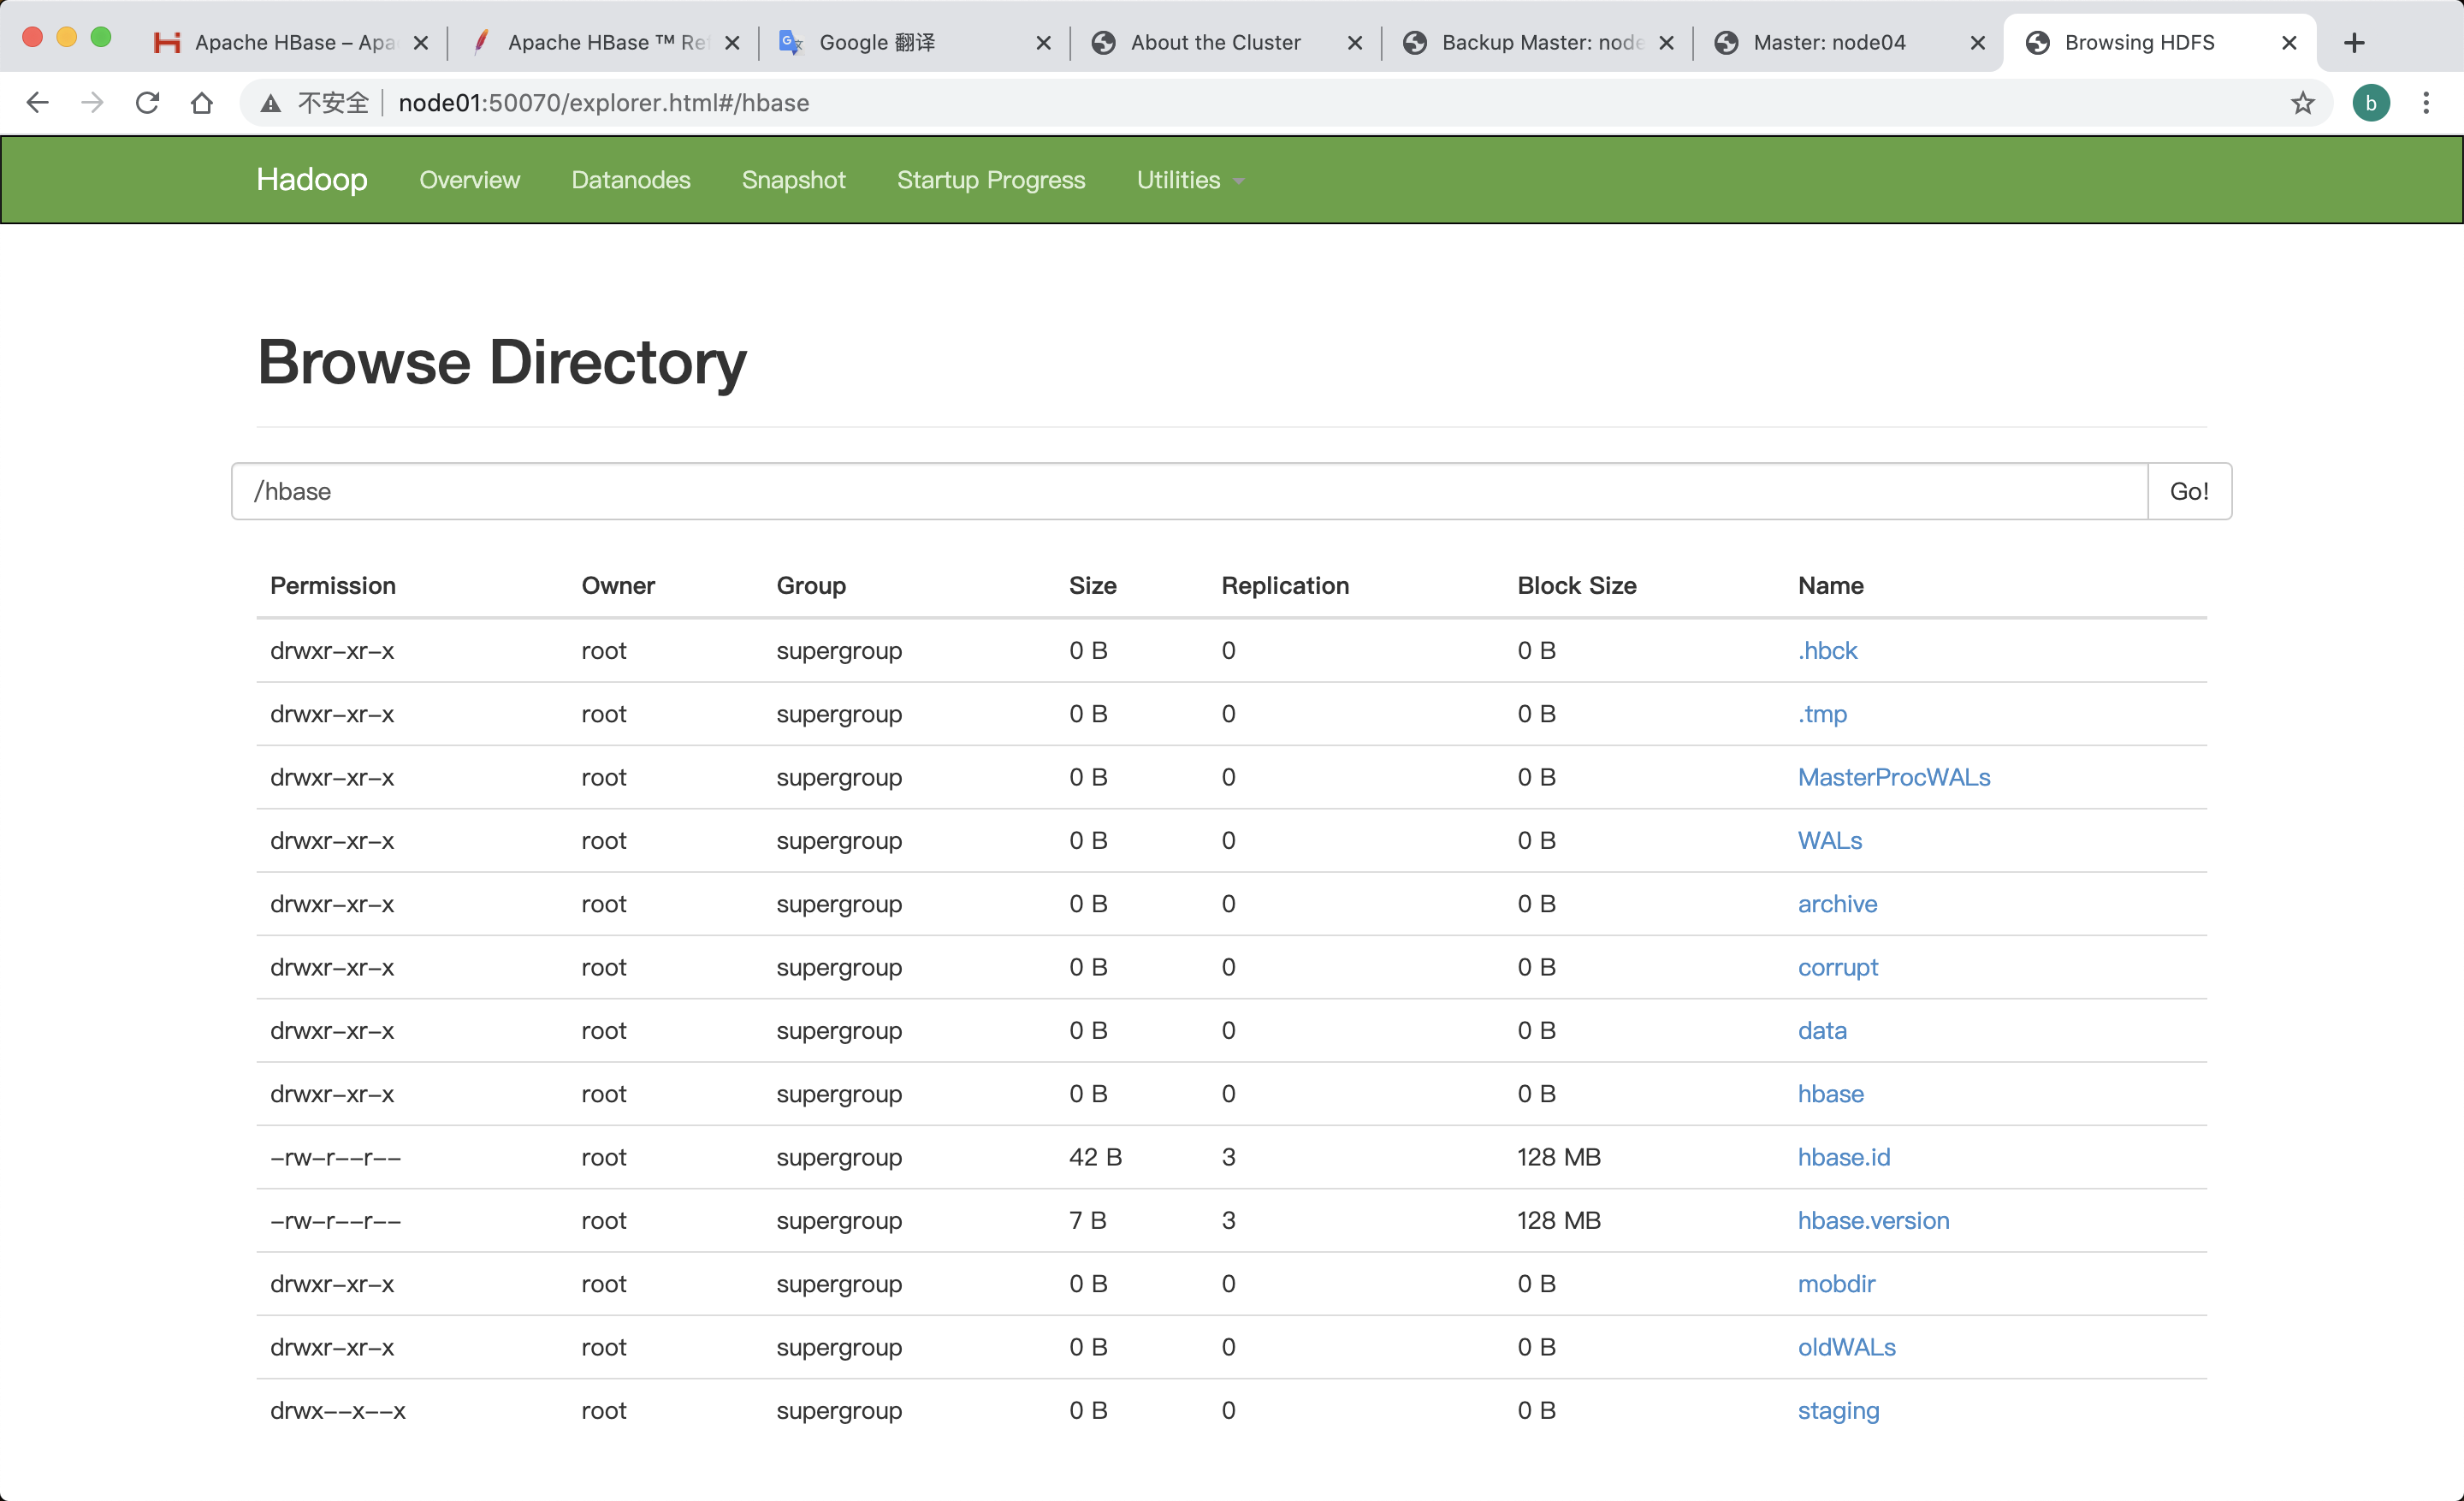 Apache HBase – Apa
Apache HBase ™ Ref
Google 翻译
About the Cluster
Backup Master: node
Master: node04
Browsing HDFS
不安全 node01:50070/explorer.html#/hbase b
Hadoop Overview Datanodes Snapshot Startup Progress Utilities
Browse Directory
/hbase Go!
Permission Owner Group Size Replication Block Size Name
drwxr-xr-x root supergroup 0 B 0 0 B .hbck
drwxr-xr-x root supergroup 0 B 0 0 B .tmp
drwxr-xr-x root supergroup 0 B 0 0 B MasterProcWALs
drwxr-xr-x root supergroup 0 B 0 0 B WALs
drwxr-xr-x root supergroup 0 B 0 0 B archive
drwxr-xr-x root supergroup 0 B 0 0 B corrupt
drwxr-xr-x root supergroup 0 B 0 0 B data
drwxr-xr-x root supergroup 0 B 0 0 B hbase
-rw-r--r-- root supergroup 42 B 3 128 MB hbase.id
-rw-r--r-- root supergroup 7 B 3 128 MB hbase.version
drwxr-xr-x root supergroup 0 B 0 0 B mobdir
drwxr-xr-x root supergroup 0 B 0 0 B oldWALs
drwx--x--x root supergroup 0 B 0 0 B staging